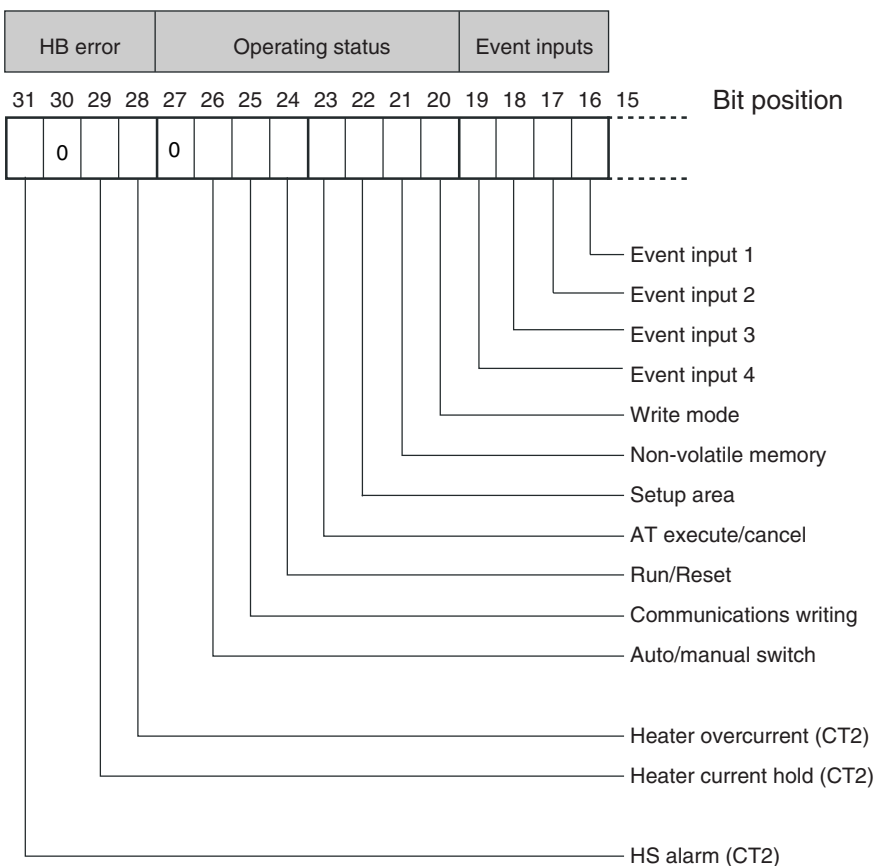 HB error Operating status Event inputs
31 30 29 28 27 26 25 24 23 22 21 20 19 18 17 16 15 Bit position
0 0
Event input 1
Event input 2
Event input 3
Event input 4
Write mode
Non-volatile memory
Setup area
AT execute/cancel
Run/Reset
Communications writing
Auto/manual switch
Heater overcurrent (CT2)
Heater current hold (CT2)
HS alarm (CT2)